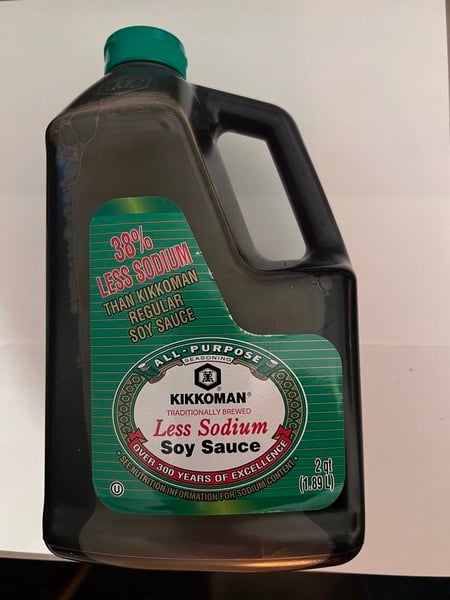 38%
LESS SODIUM
THAN KIKKOMAN
REGULAR
SOY SAUCE
ALL-PURPOSE
SEASONING
KIKKOMAN®
TRADITIONALLY BREWED
Less Sodium
Soy Sauce
OVER 300 YEARS OF EXCELLENCE
• SEE NUTRITION INFORMATION FOR SODIUM CONTENT •
U
2 qt
(1.89 L)